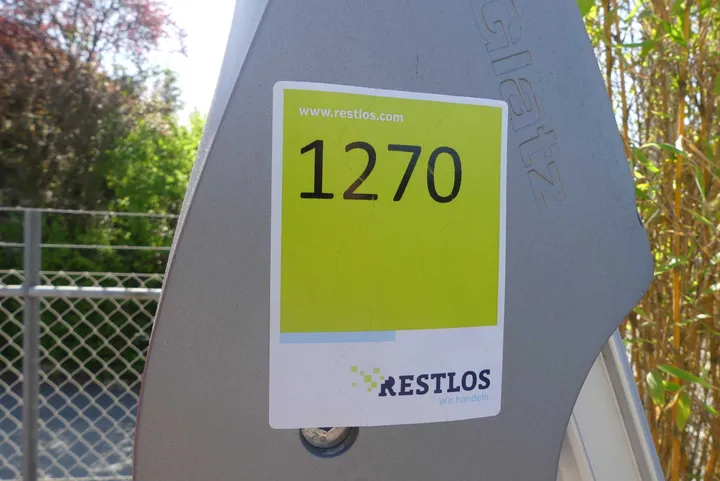 Glatz
www.restlos.com
1270
RESTLOS
Wir handeln.